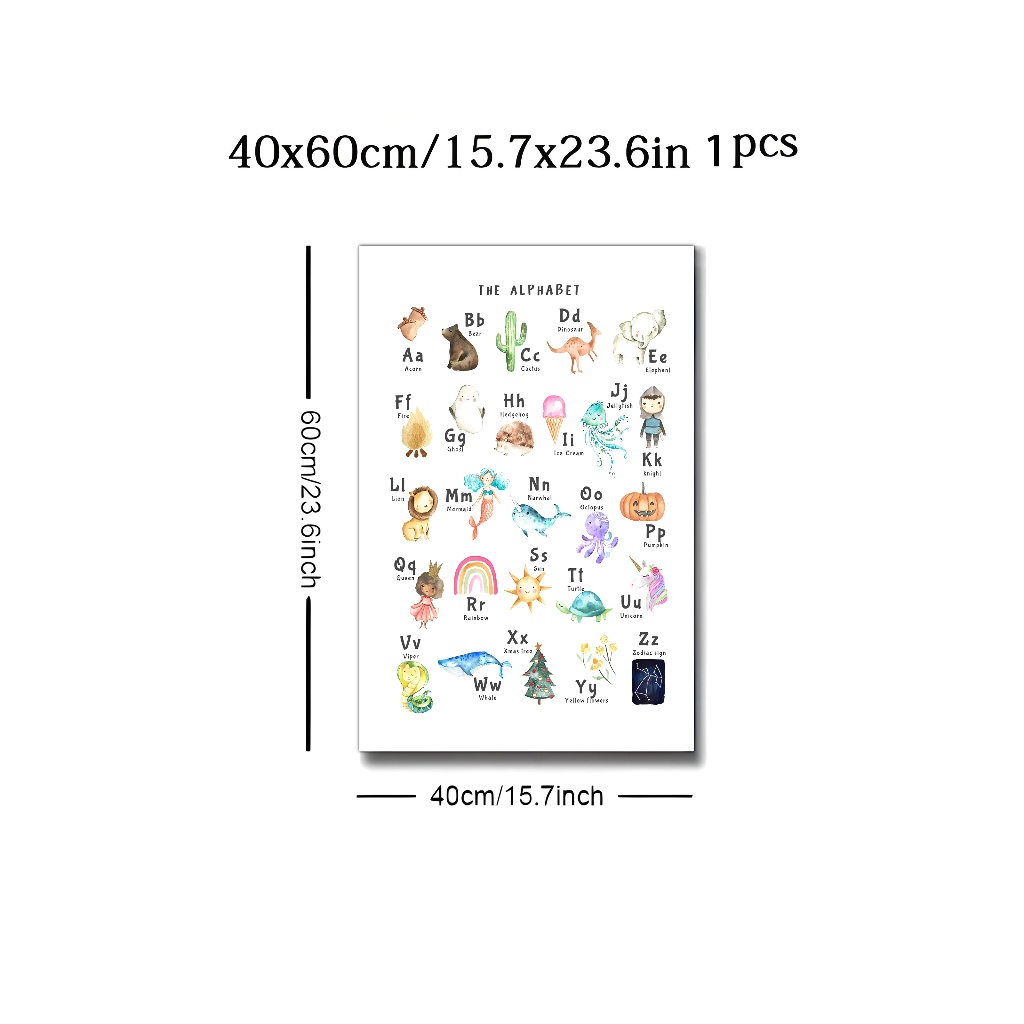 40x60cm/15.7x23.6in 1pcs
60cm/23.6inch
THE ALPHABET
Aa
Acorn
Bb
Bear
Cc
Cactus
Dd
Dinosaur
Ee
Elephant
Ff
Fire
Gg
Ghost
Hh
Hedgehog
Ii
Ice Cream
Jj
Jellyfish
Kk
Knight
Ll
Lion
Mm
Mermaid
Nn
Narwhal
Oo
Octopus
Pp
Pumpkin
Qq
Queen
Rr
Rainbow
Ss
Sun
Tt
Turtle
Uu
Unicorn
Vv
Viper
Ww
Whale
Xx
Xmas tree
Yy
Yellow flowers
Zz
Zodiac sign
40cm/15.7inch